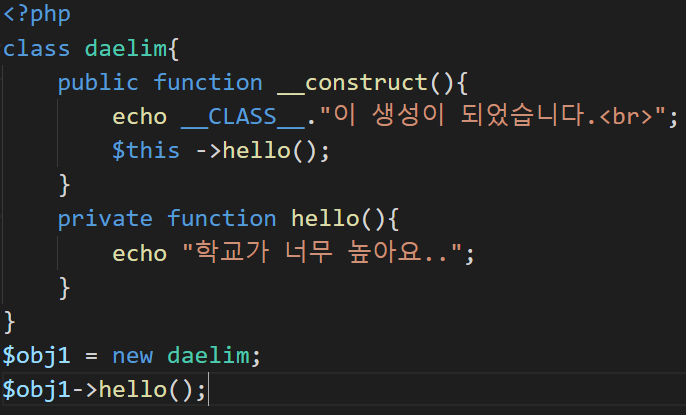 <?php
class daelim{
    public function __construct(){
        echo __CLASS__."이 생성이 되었습니다.<br>";
        $this ->hello();
    }
    private function hello(){
        echo "학교가 너무 높아요..";
    }
}
$obj1 = new daelim;
$obj1->hello();